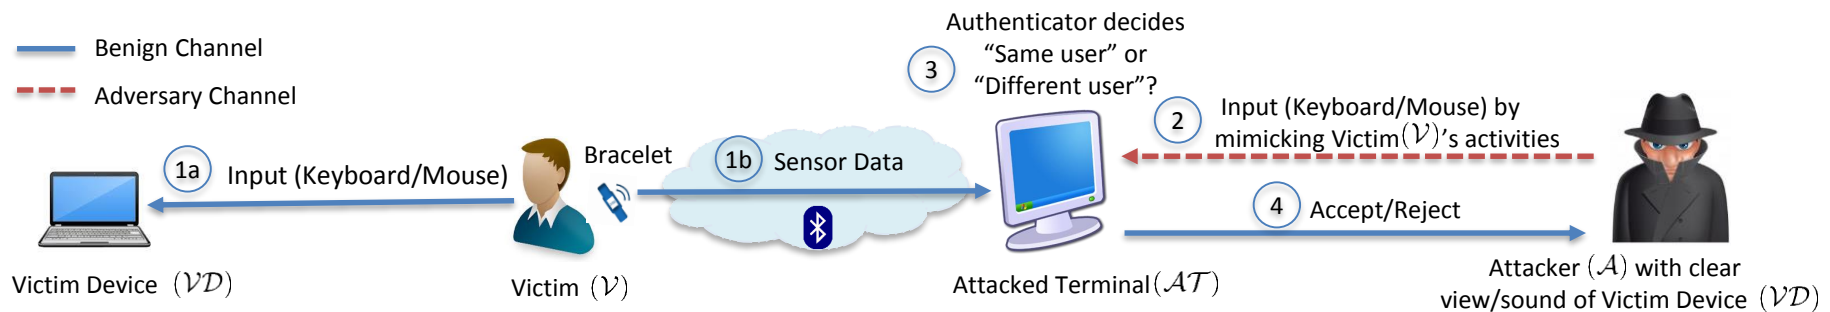 Benign Channel
Adversary Channel
1a
Input (Keyboard/Mouse)
Victim Device (𝒱𝒟)
Bracelet
Victim (𝒱)
1b
Sensor Data
3
Authenticator decides
“Same user” or
“Different user”?
Attacked Terminal(𝒜𝒯)
2
Input (Keyboard/Mouse) by
mimicking Victim(𝒱)’s activities
4
Accept/Reject
Attacker (𝒜) with clear
view/sound of Victim Device (𝒱𝒟)